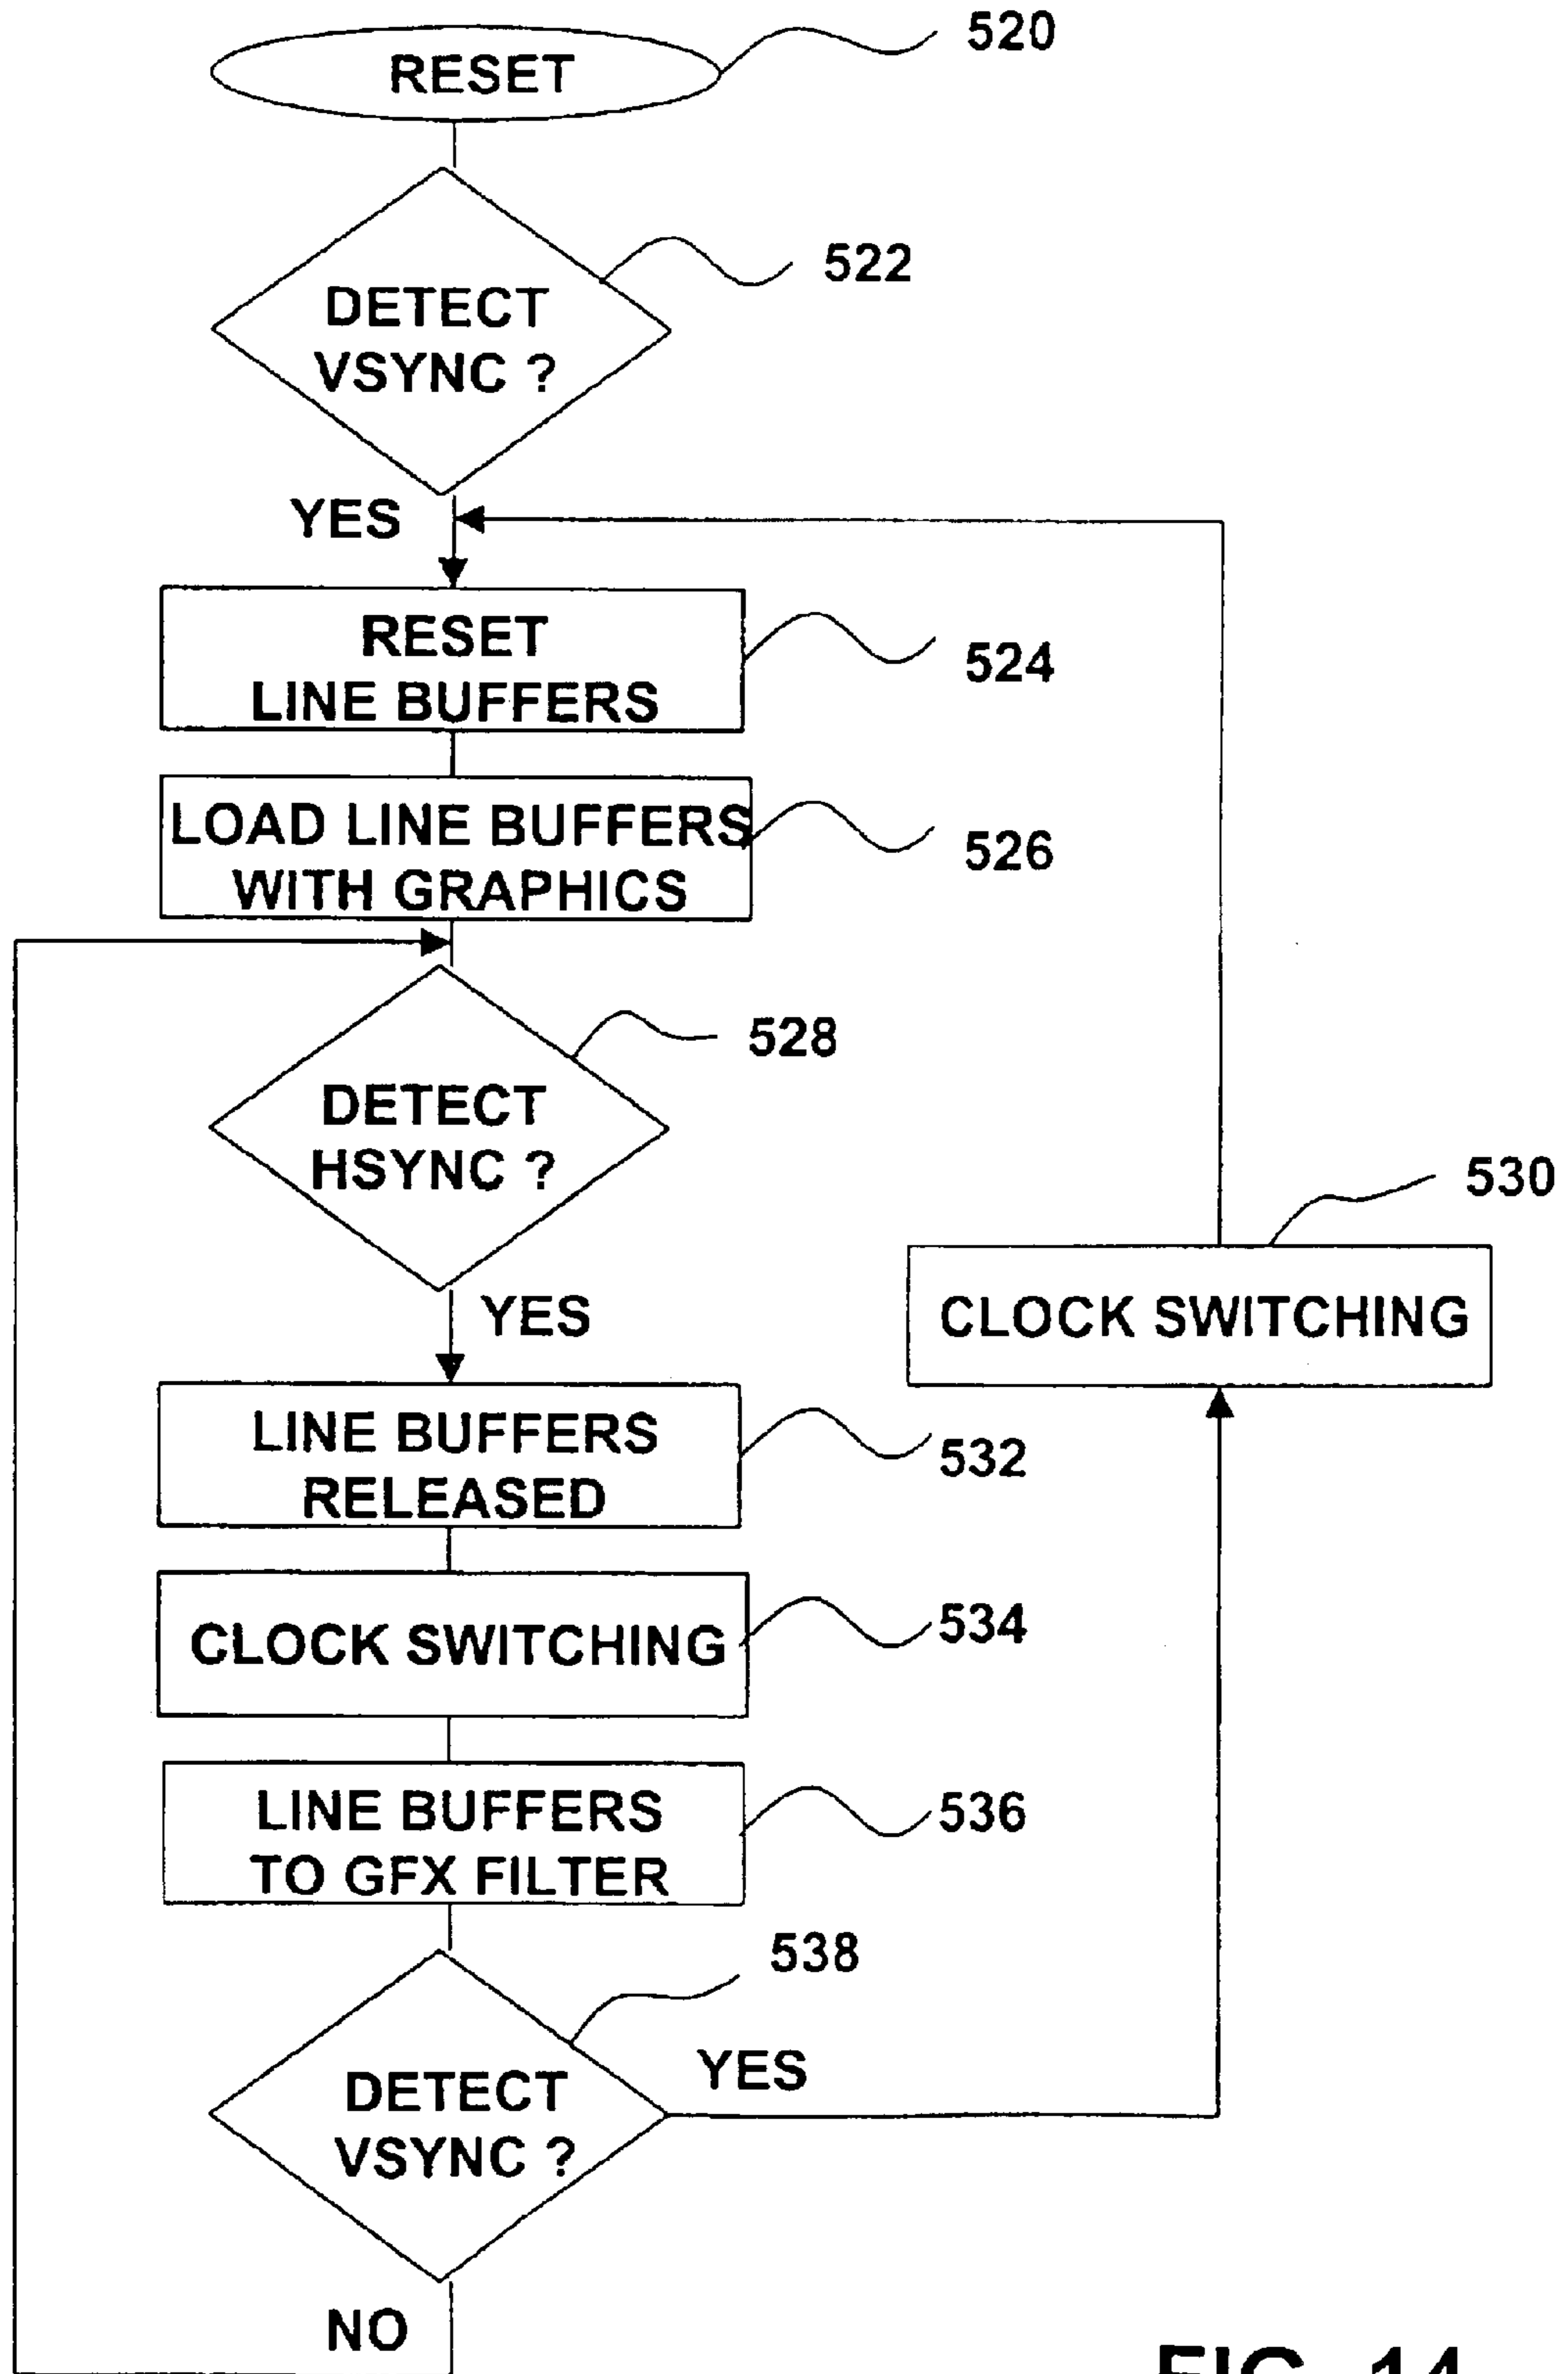 520
RESET
522
DETECT
VSYNC ?
YES
RESET
LINE BUFFERS
524
LOAD LINE BUFFERS
WITH GRAPHICS
526
528
DETECT
HSYNC ?
530
YES
CLOCK SWITCHING
LINE BUFFERS
RELEASED
532
CLOCK SWITCHING
534
LINE BUFFERS
TO GFX FILTER
536
538
YES
DETECT
VSYNC ?
NO
FIG. 14